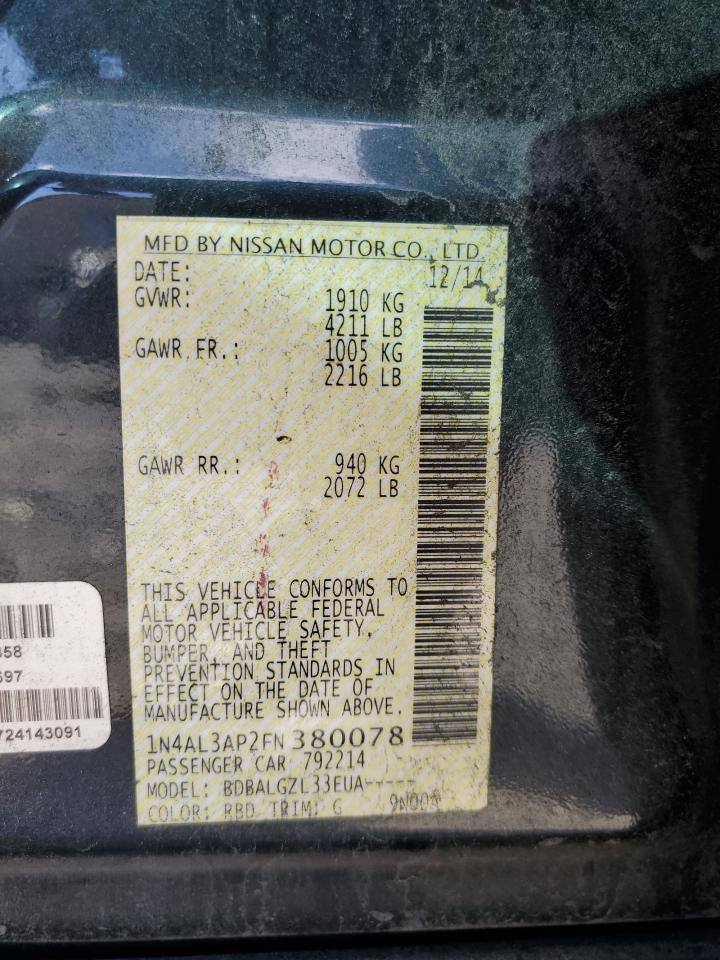 MFD BY NISSAN MOTOR CO., LTD
DATE: 12/14
GVWR: 1910 KG
4211 LB
GAWR FR.: 1005 KG
2216 LB
GAWR RR.: 940 KG
2072 LB
THIS VEHICLE CONFORMS TO
ALL APPLICABLE FEDERAL
MOTOR VEHICLE SAFETY,
BUMPER, AND THEFT
PREVENTION STANDARDS IN
EFFECT ON THE DATE OF
MANUFACTURE SHOWN ABOVE.
1N4AL3AP2FN380078
PASSENGER CAR 792214
MODEL: BDBALGZL33EUA-----
COLOR: RBD TRIM: G
724143091